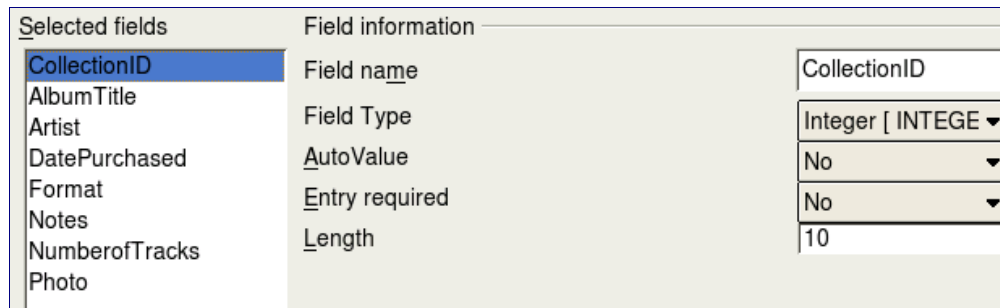 Selected fields
CollectionID
AlbumTitle
Artist
DatePurchased
Format
Notes
NumberofTracks
Photo
Field information
Field name CollectionID
Field Type Integer [ INTEGE
AutoValue No
Entry required No
Length 10